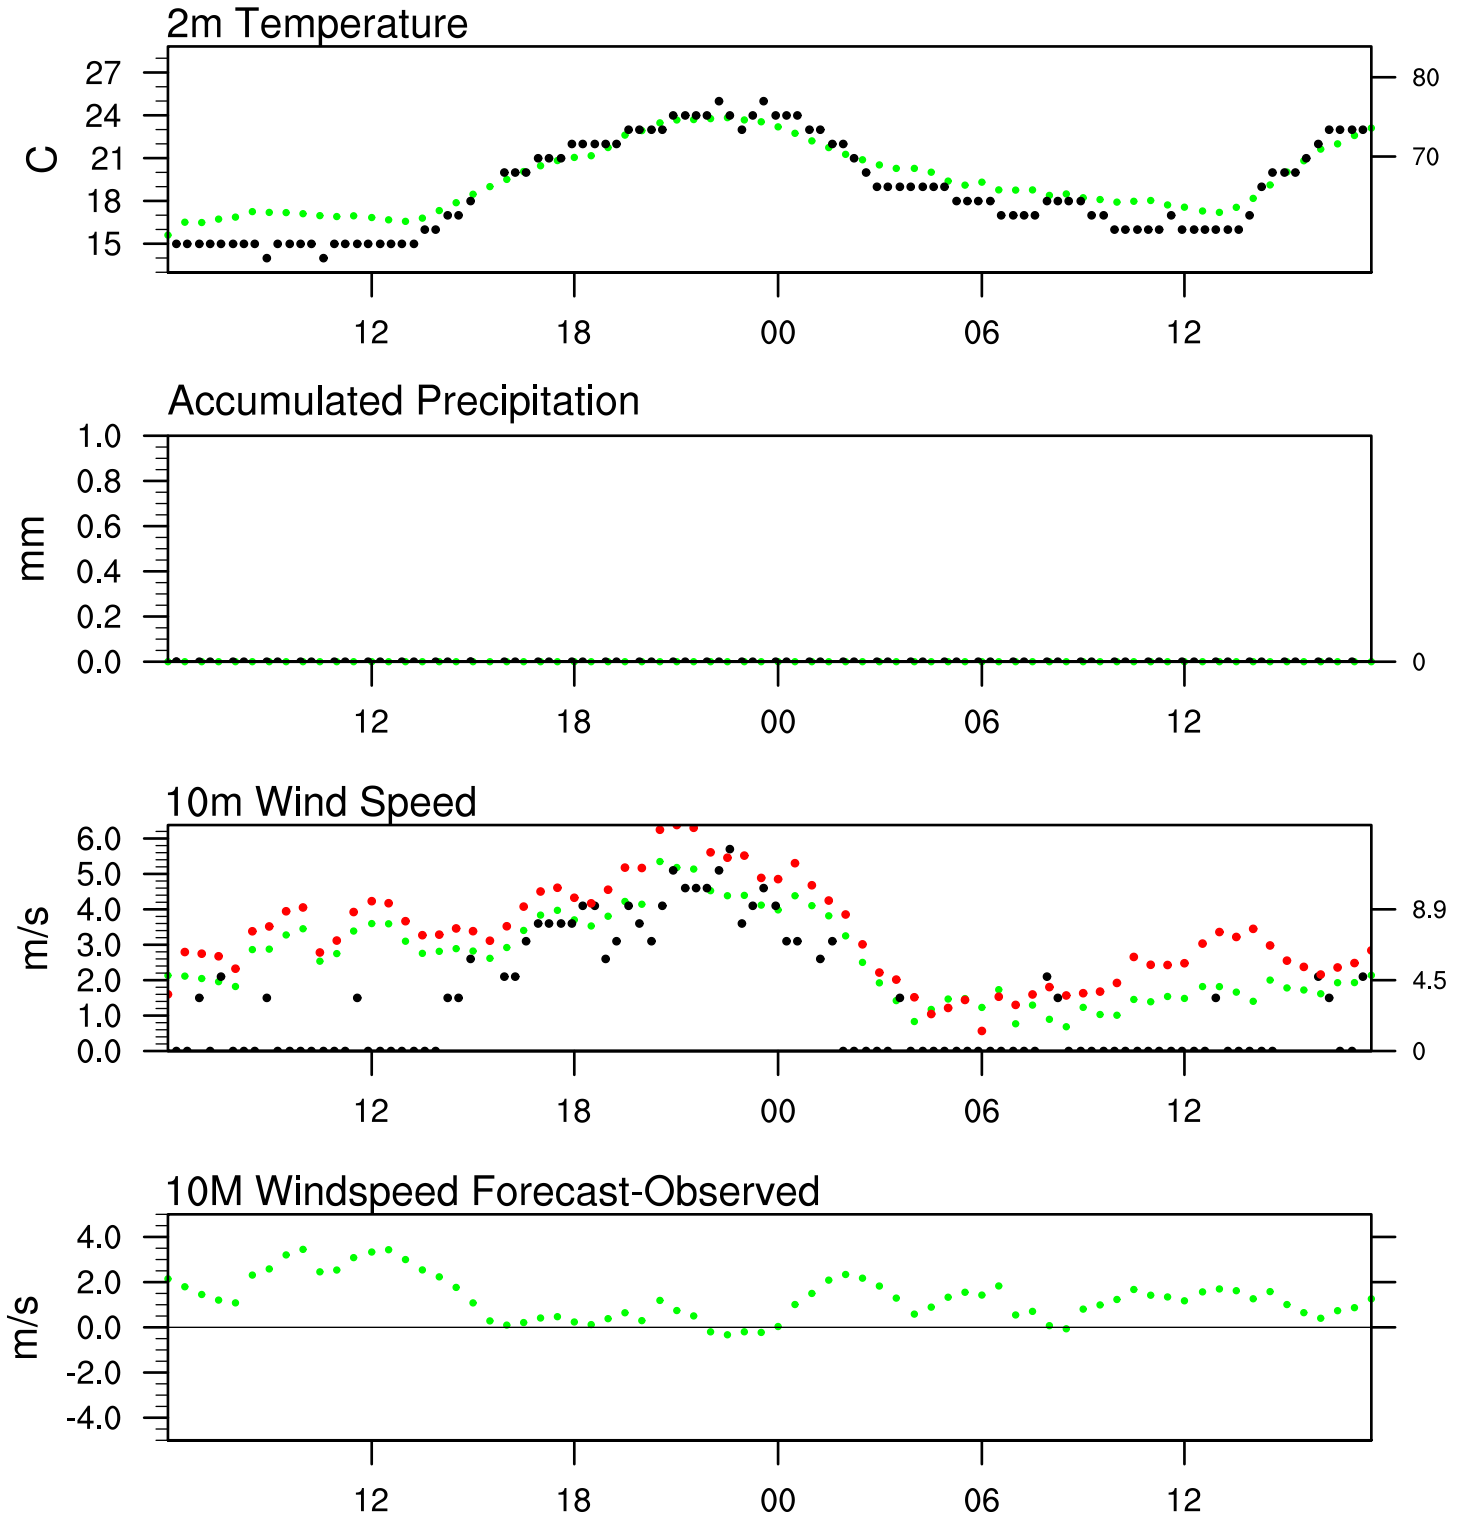 2m Temperature
27
24
21
18
15
C
80
70
12 18 00 06 12
Accumulated Precipitation
1.0
0.8
0.6
0.4
0.2
0.0
mm
0
12 18 00 06 12
10m Wind Speed
6.0
5.0
4.0
3.0
2.0
1.0
0.0
m/s
8.9
4.5
0
12 18 00 06 12
10M Windspeed Forecast-Observed
4.0
2.0
0.0
-2.0
-4.0
m/s
12 18 00 06 12